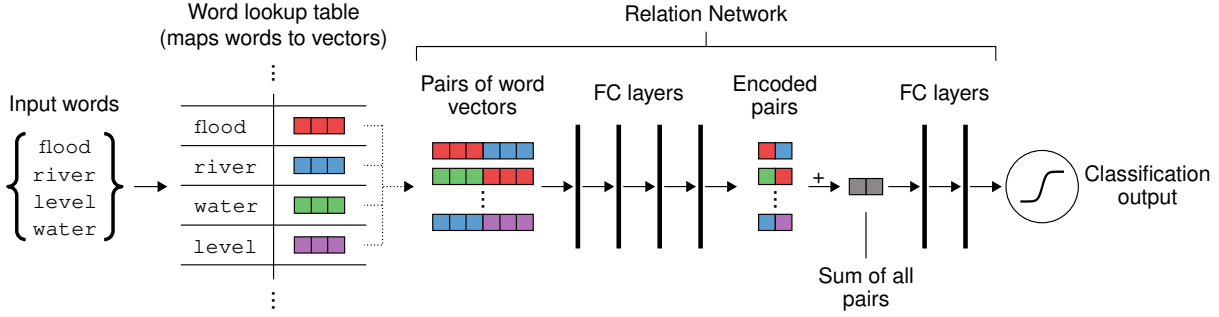 Word lookup table
(maps words to vectors)
Relation Network
Input words
flood
river
level
water
flood
river
water
level
Pairs of word
vectors
FC layers
Encoded
pairs
+
Sum of all
pairs
FC layers
Classification
output